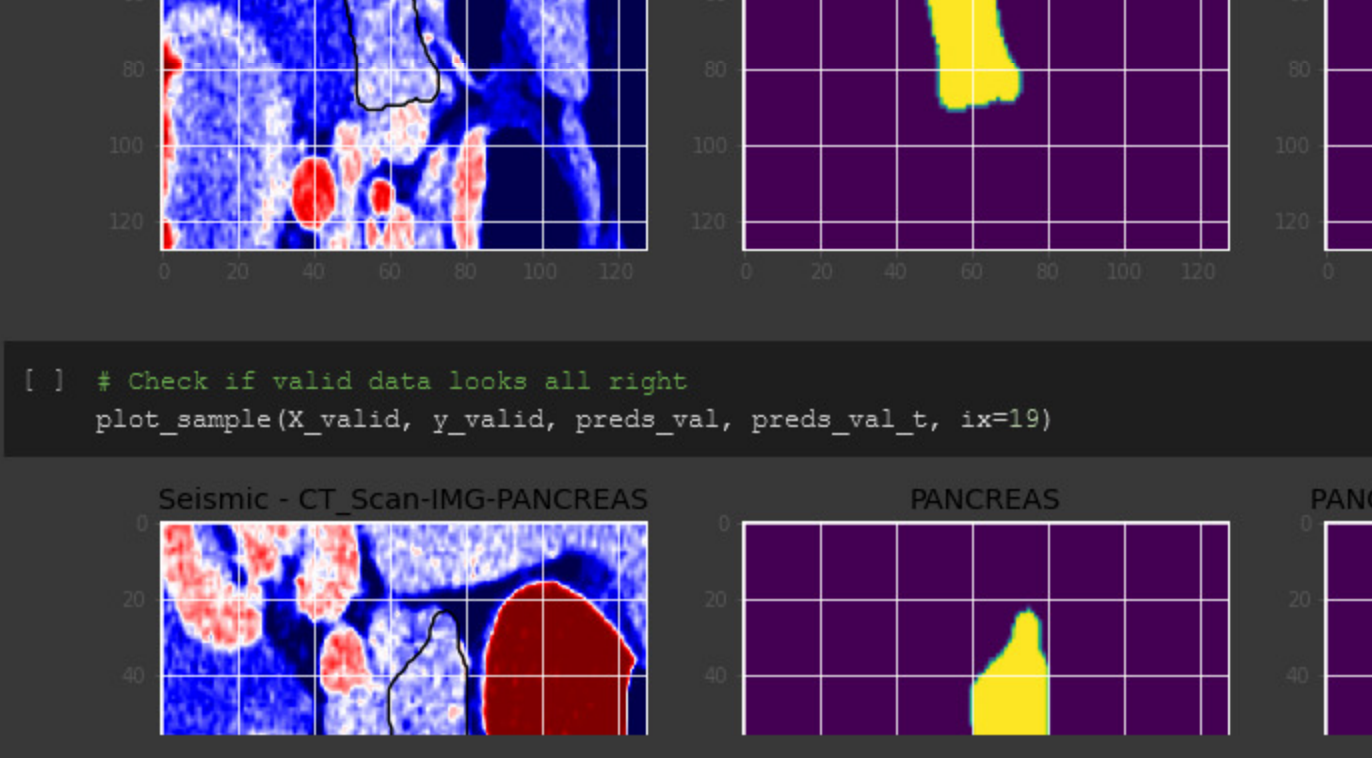 80 80 80
100 100 100
120 120 120
0 20 40 60 80 100 120 0 20 40 60 80 100 120 0
[ ] # Check if valid data looks all right
plot_sample(X_valid, y_valid, preds_val, preds_val_t, ix=19)
Seismic - CT_Scan-IMG-PANCREAS PANCREAS PANC
0 0 0
20 20 20
40 40 40